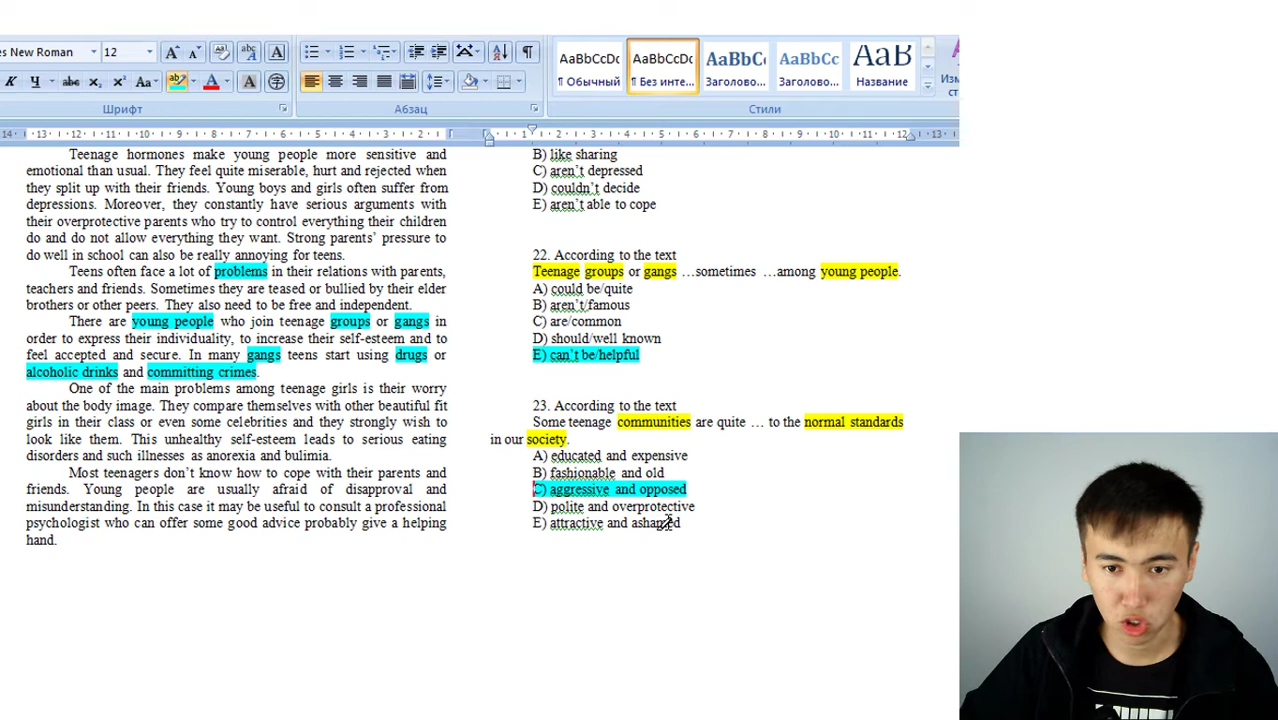 es New Roman
12
AaBbCcDc
AaBbCcDc
AaBbC
AaBbCc
AaB
¶ Обычный
¶ Без инте...
Заголово...
Заголово...
Название
Шрифт
Абзац
Стили
Teenage hormones make young people more sensitive and
emotional than usual. They feel quite miserable, hurt and rejected when
they split up with their friends. Young boys and girls often suffer from
depressions. Moreover, they constantly have serious arguments with
their overprotective parents who try to control everything their children
do and do not allow everything they want. Strong parents’ pressure to
do well in school can also be really annoying for teens.
Teens often face a lot of problems in their relations with parents,
teachers and friends. Sometimes they are teased or bullied by their elder
brothers or other peers. They also need to be free and independent.
There are young people who join teenage groups or gangs in
order to express their individuality, to increase their self-esteem and to
feel accepted and secure. In many gangs teens start using drugs or
alcoholic drinks and committing crimes.
One of the main problems among teenage girls is their worry
about the body image. They compare themselves with other beautiful fit
girls in their class or even some celebrities and they strongly wish to
look like them. This unhealthy self-esteem leads to serious eating
disorders and such illnesses as anorexia and bulimia.
Most teenagers don’t know how to cope with their parents and
friends. Young people are usually afraid of disapproval and
misunderstanding. In this case it may be useful to consult a professional
psychologist who can offer some good advice probably give a helping
hand.
B) like sharing
C) aren’t depressed
D) couldn’t decide
E) aren’t able to cope
22. According to the text
Teenage groups or gangs …sometimes …among young people.
A) could be/quite
B) aren’t/famous
C) are/common
D) should/well known
E) can’t be/helpful
23. According to the text
Some teenage communities are quite … to the normal standards
in our society.
A) educated and expensive
B) fashionable and old
C) aggressive and opposed
D) polite and overprotective
E) attractive and ashamed